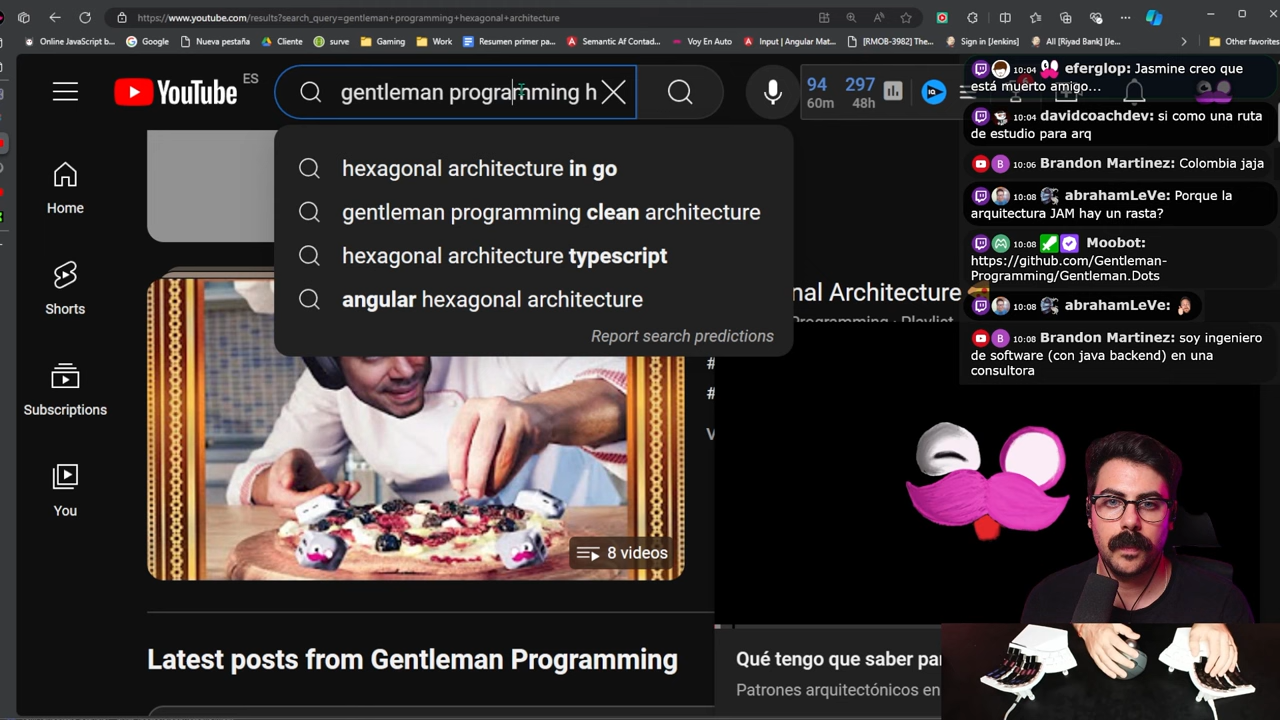 https://www.youtube.com/results?search_query=gentleman+programming+hexagonal+architecture
Online JavaScript b...
Google
Nueva pestaña
Cliente
surve
Gaming
Work
Resumen primer pa...
Semantic Af Contad...
Voy En Auto
Input | Angular Mat...
[RMOB-3982] The...
Sign in [Jenkins]
All [Riyad Bank] Je...
Other favorites
YouTube ES
gentleman programming h
94 297
60m 48h
Home
Shorts
Subscriptions
You
hexagonal architecture in go
gentleman programming clean architecture
hexagonal architecture typescript
angular hexagonal architecture
Report search predictions
nal Architecture
8 videos
Latest posts from Gentleman Programming
Qué tengo que saber par
Patrones arquitectónicos en
10:04 eferglop: Jasmine creo que
está muerto amigo...
10:04 davidcoachdev: si como una ruta
de estudio para arq
10:06 Brandon Martinez: Colombia jaja
10:08 abrahamLeVe: Porque la
arquitectura JAM hay un rasta?
10:08 Moobot:
https://github.com/Gentleman-
Programming/Gentleman.Dots
10:08 abrahamLeVe:
10:08 Brandon Martinez: soy ingeniero
de software (con java backend) en una
consultora